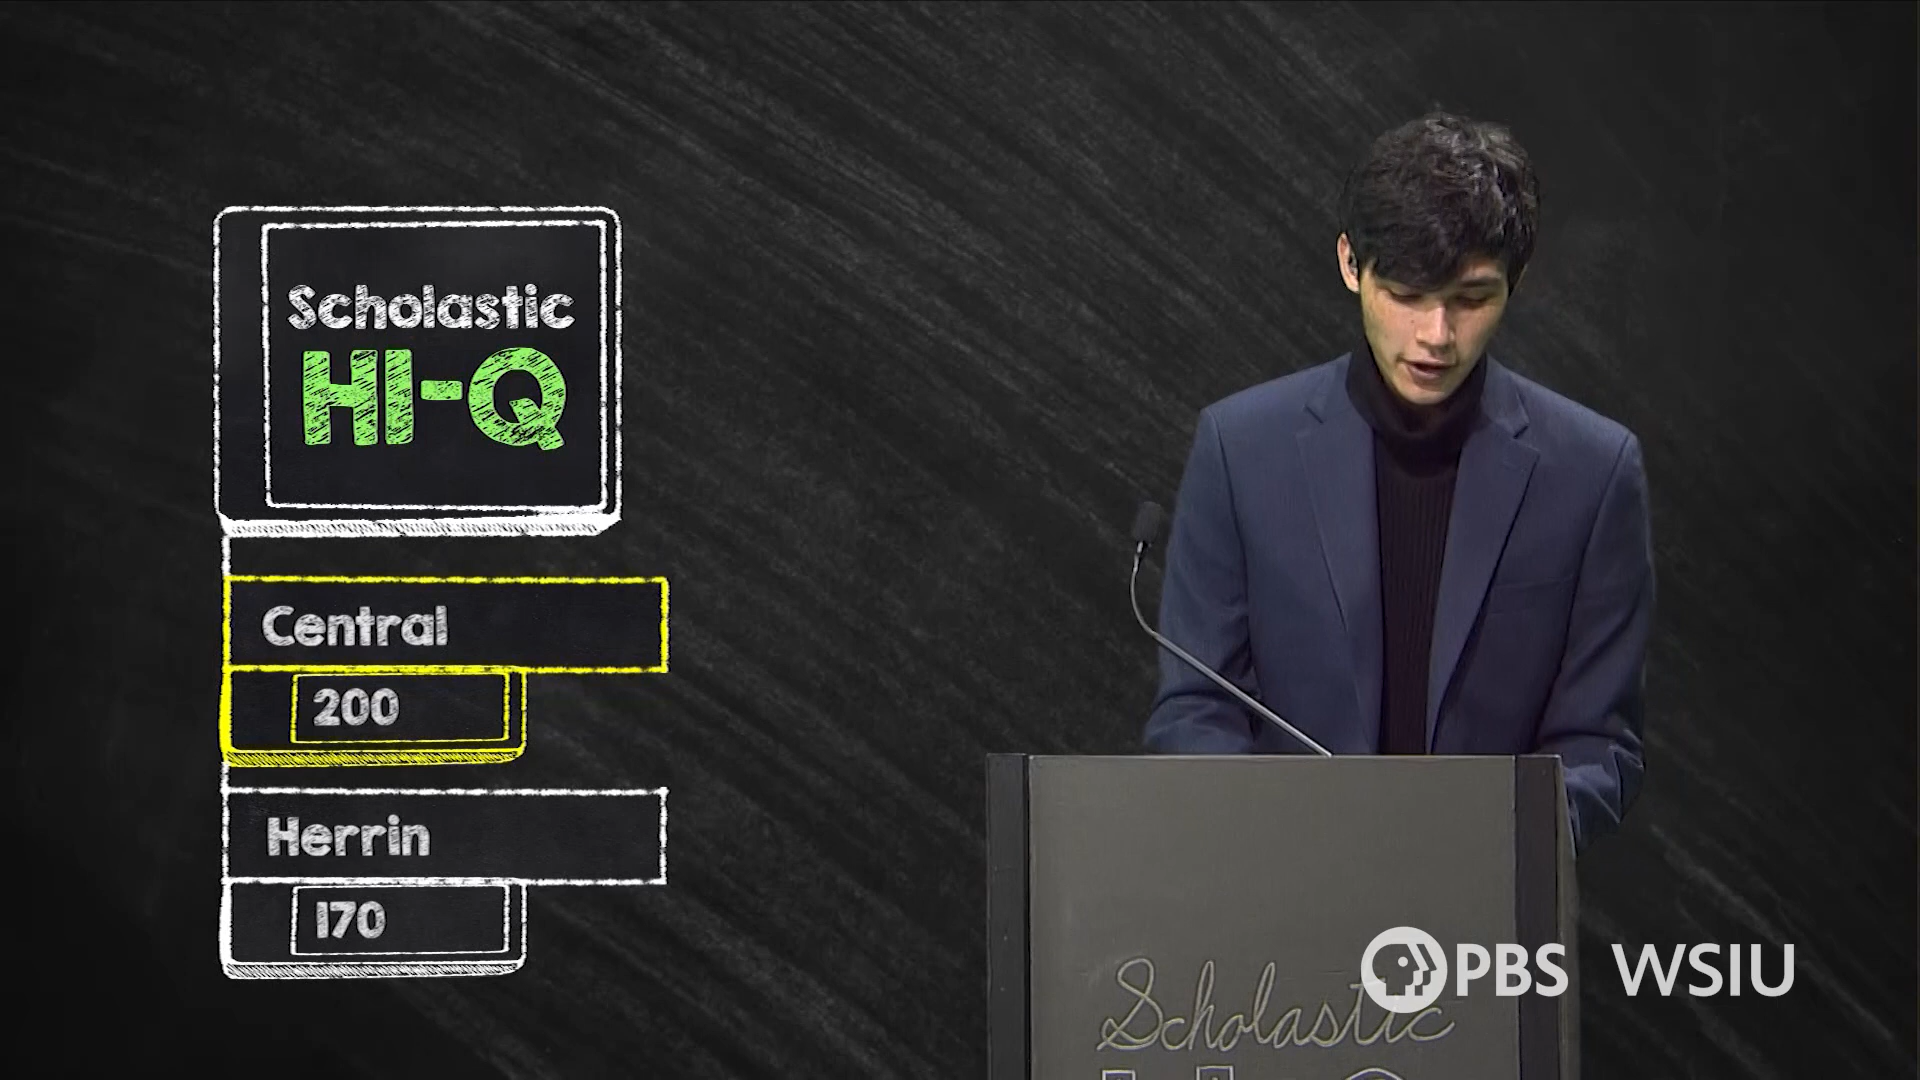 Scholastic
HI-Q
Central
200
Herrin
170
PBS WSIU
Scholastic